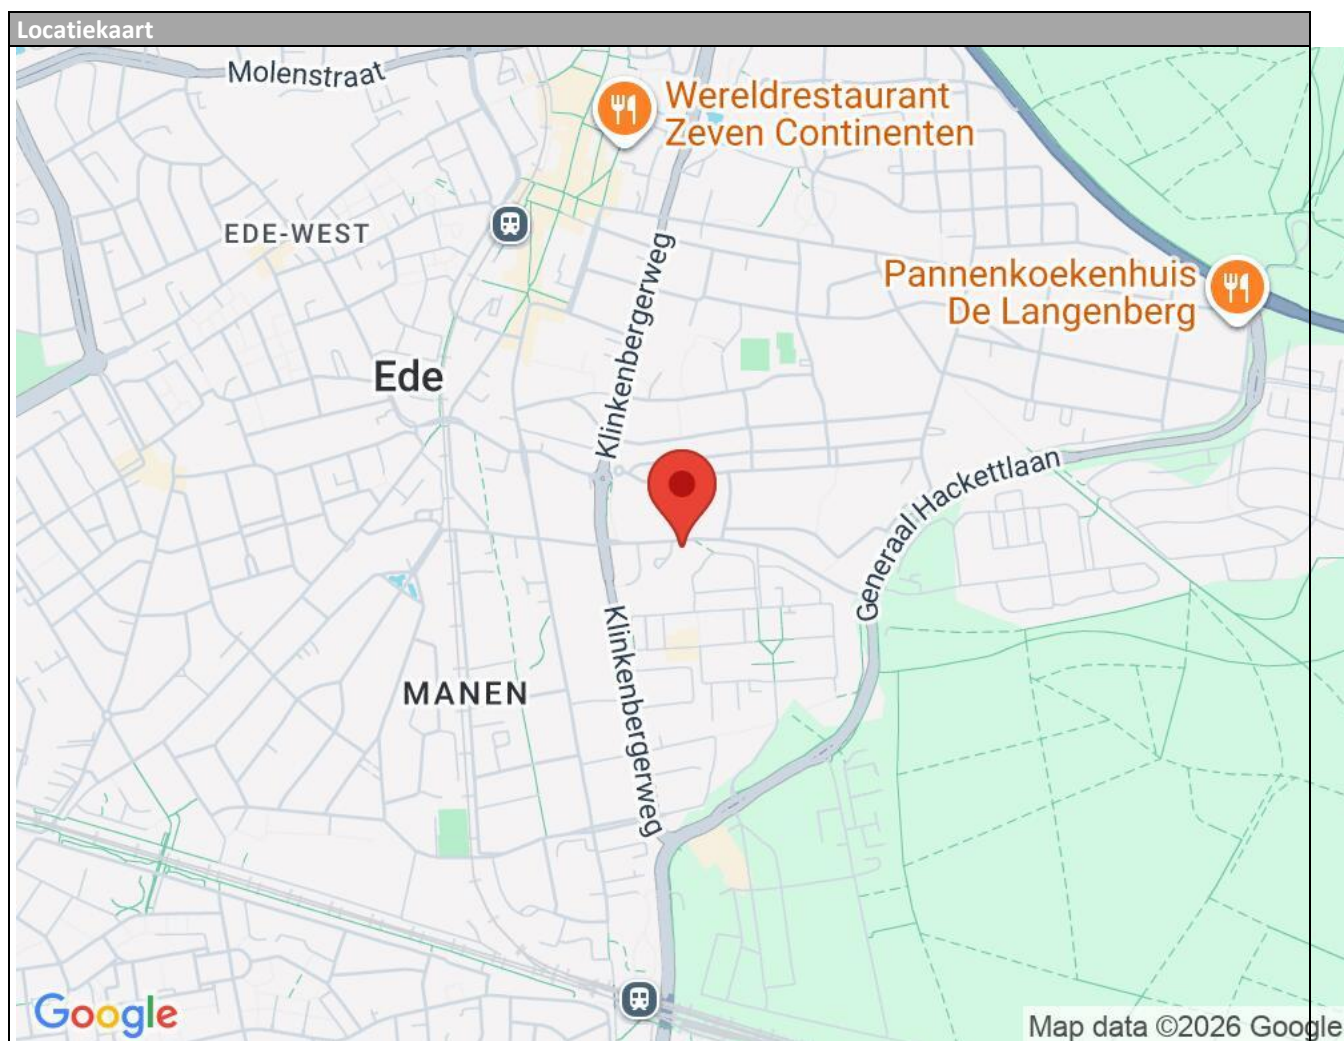 Locatiekaart
Molenstraat
Wereldrestaurant
Zeven Continenten
EDE-WEST
Klinkenbergerweg
Pannenkoekenhuis
De Langenberg
Ede
Generaal Hackettlaan
Klinkenbergerweg
MANEN
Google
Map data ©2026 Google